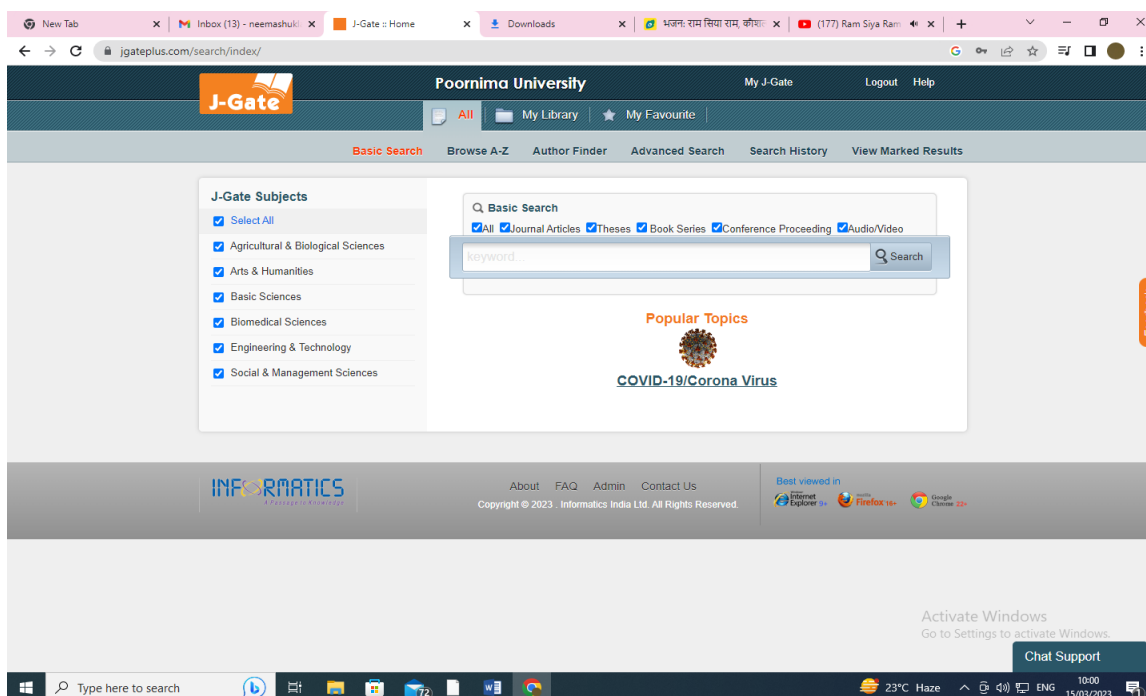 New Tab
Inbox (13) - neemashukl
J-Gate :: Home
Downloads
भजन: राम सिया राम, कौशल
(177) Ram Siya Ram
jgateplus.com/search/index/
J-Gate
Poornima University
My J-Gate
Logout
Help
All
My Library
My Favourite
Basic Search
Browse A-Z
Author Finder
Advanced Search
Search History
View Marked Results
J-Gate Subjects
Select All
Agricultural & Biological Sciences
Arts & Humanities
Basic Sciences
Biomedical Sciences
Engineering & Technology
Social & Management Sciences
Basic Search
All Journal Articles Theses Book Series Conference Proceeding Audio/Video
keyword...
Search
Popular Topics
COVID-19/Corona Virus
INFORMATICS
A Passage to Knowledge
About FAQ Admin Contact Us
Copyright © 2023 . Informatics India Ltd. All Rights Reserved.
Best viewed in
Internet Explorer 9+
Firefox 16+
Google Chrome 22+
Activate Windows
Go to Settings to activate Windows.
Chat Support
Type here to search
72
23°C Haze
ENG
10:00
15/03/2023